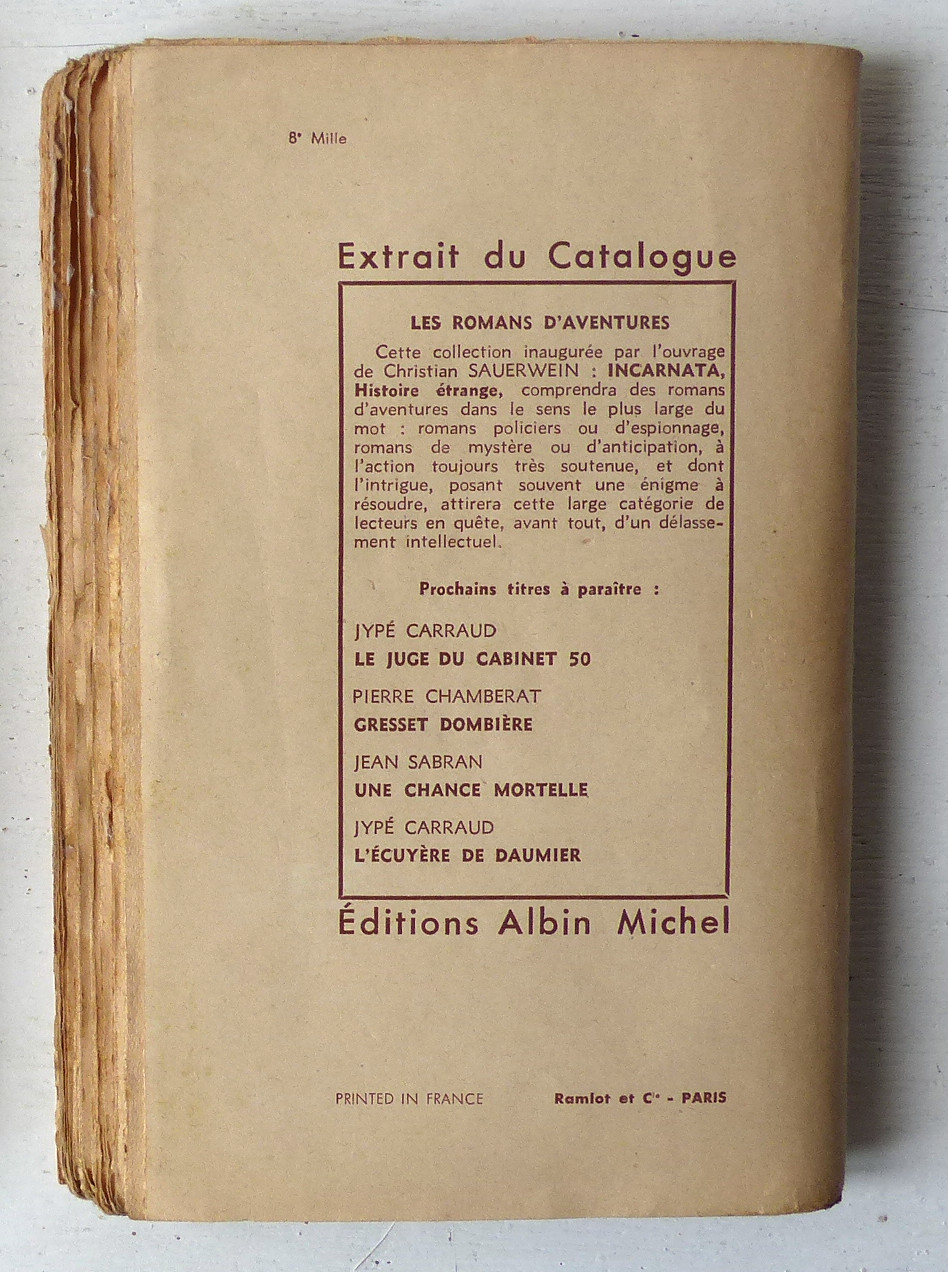 8e Mille
Extrait du Catalogue
LES ROMANS D'AVENTURES
Cette collection inaugurée par l'ouvrage
de Christian SAUERWEIN : INCARNATA,
Histoire étrange, comprendra des romans
d'aventures dans le sens le plus large du
mot : romans policiers ou d'espionnage,
romans de mystère ou d'anticipation, à
l'action toujours très soutenue, et dont
l'intrigue, posant souvent une énigme à
résoudre, attirera cette large catégorie de
lecteurs en quête, avant tout, d'un délasse-
ment intellectuel.
Prochains titres à paraître :
JYPÉ CARRAUD
LE JUGE DU CABINET 50
PIERRE CHAMBERAT
GRESSET DOMBIÈRE
JEAN SABRAN
UNE CHANCE MORTELLE
JYPÉ CARRAUD
L'ÉCUYÈRE DE DAUMIER
Éditions Albin Michel
PRINTED IN FRANCE
Ramlot et Cie - PARIS